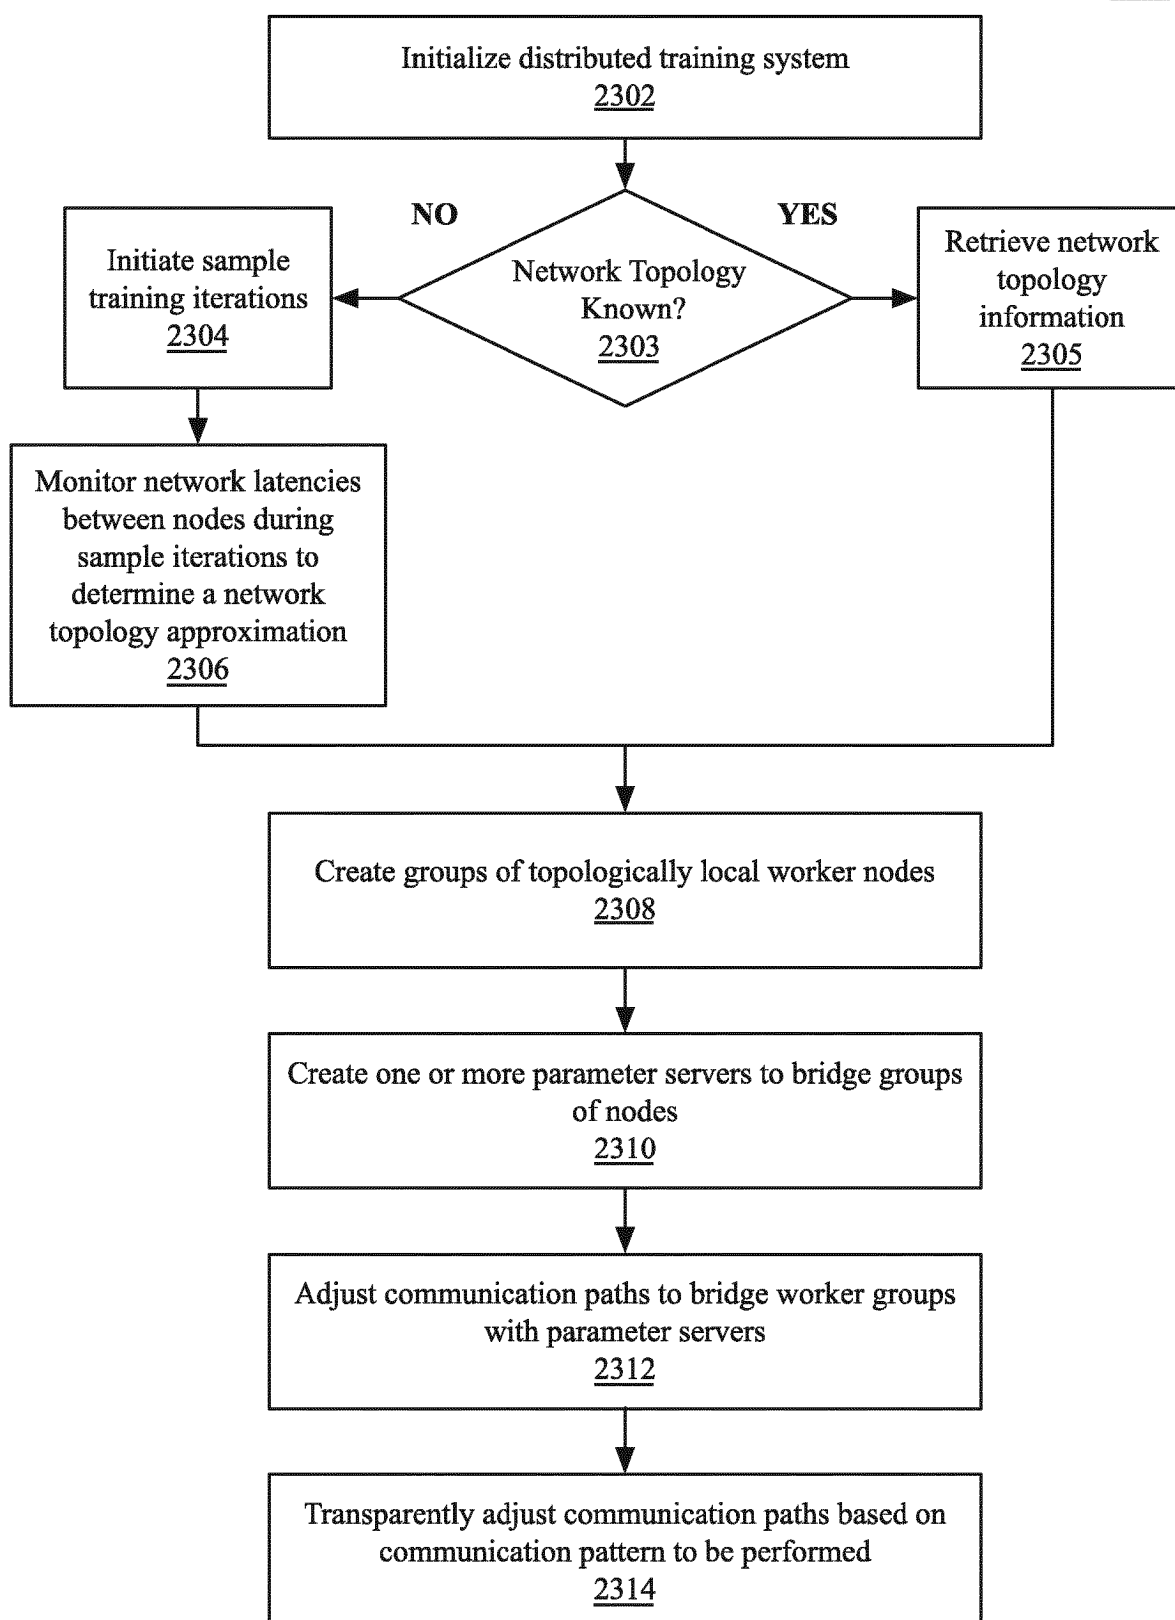 Initialize distributed training system
2302
NO
YES
Initiate sample
training iterations
2304
Network Topology
Known?
2303
Retrieve network
topology
information
2305
Monitor network latencies
between nodes during
sample iterations to
determine a network
topology approximation
2306
Create groups of topologically local worker nodes
2308
Create one or more parameter servers to bridge groups
of nodes
2310
Adjust communication paths to bridge worker groups
with parameter servers
2312
Transparently adjust communication paths based on
communication pattern to be performed
2314